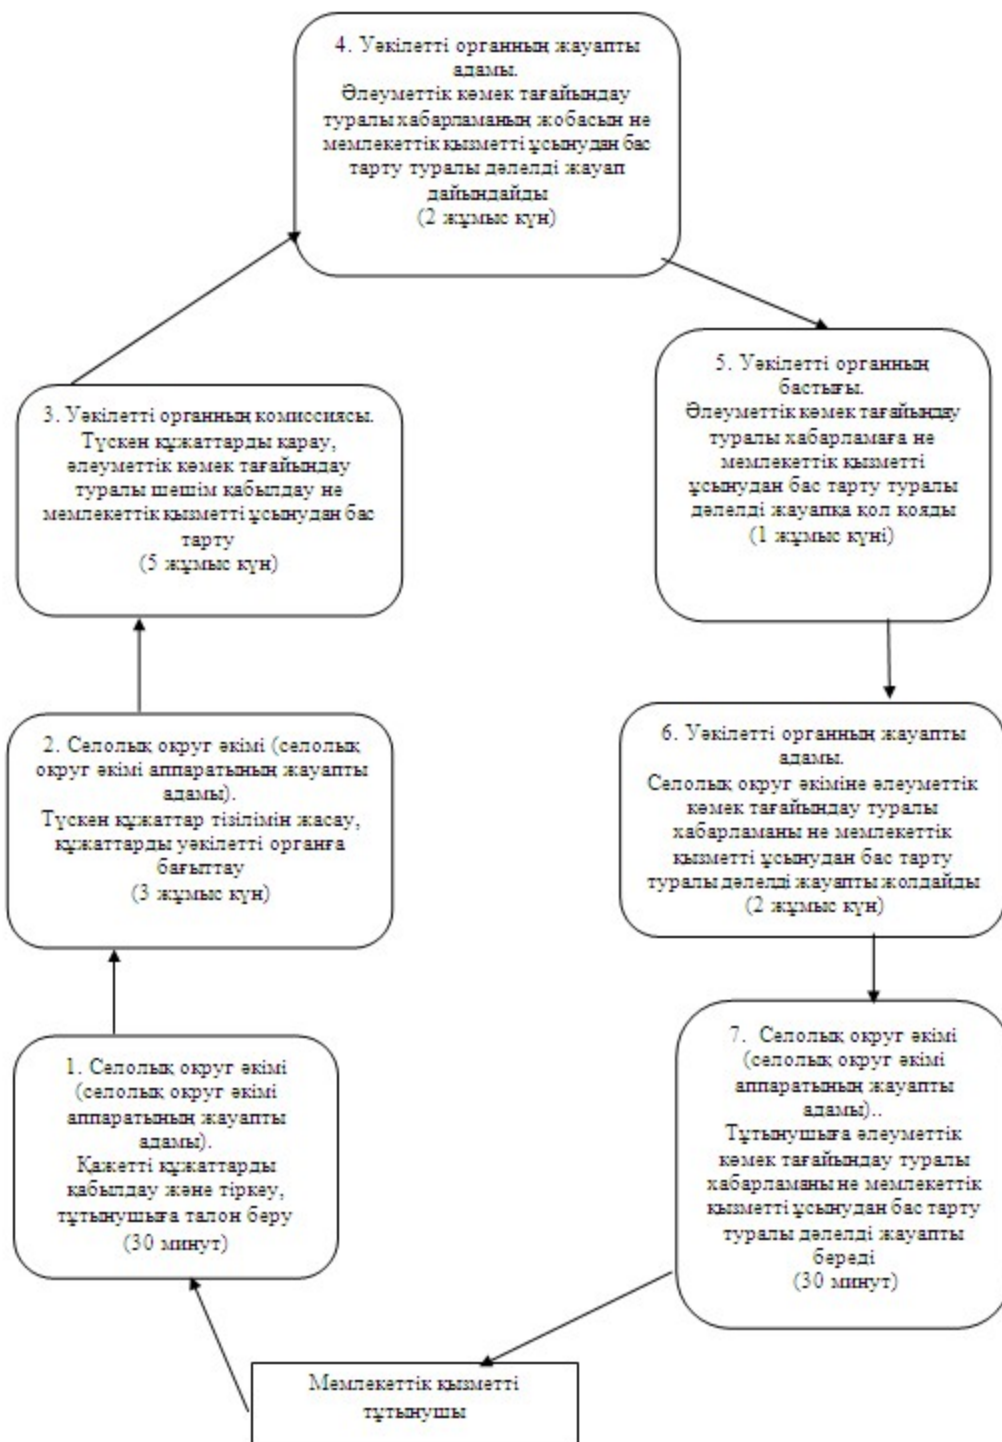 4. Уәкілетті органның жауапты
адамы.
Әлеуметтік көмек тағайындау
туралы хабарламаның жобасын не
мемлекеттік қызметті ұсынудан бас
тарту туралы дәлелді жауап
дайындайды
(2 жұмыс күн)
5. Уәкілетті органның
бастығы.
Әлеуметтік көмек тағайындау
туралы хабарламаға не
мемлекеттік қызметті
ұсынудан бас тарту туралы
дәлелді жауапқа қол қояды
(1 жұмыс күні)
3. Уәкілетті органның комиссиясы.
Түскен құжаттарды қарау,
әлеуметтік көмек тағайындау
туралы шешім қабылдау не
мемлекеттік қызметті ұсынудан бас
тарту
(5 жұмыс күн)
2. Селолық округ әкімі (селолық
округ әкімі аппаратының жауапты
адамы).
Түскен құжаттар тізілімін жасау,
құжаттарды уәкілетті органға
бағыттау
(3 жұмыс күн)
6. Уәкілетті органның жауапты
адамы.
Селолық округ әкіміне әлеуметтік
көмек тағайындау туралы
хабарламаны не мемлекеттік
қызметті ұсынудан бас тарту
туралы дәлелді жауапты жолдайды
(2 жұмыс күн)
1. Селолық округ әкімі
(селолық округ әкімі
аппаратының жауапты
адамы).
Қажетті құжаттарды
қабылдау және тіркеу,
тұтынушыға талон беру
(30 минут)
7. Селолық округ әкімі
(селолық округ әкімі
аппаратының жауапты
адамы)..
Тұтынушыға әлеуметтік
көмек тағайындау туралы
хабарламаны не мемлекеттік
қызметті ұсынудан бас тарту
туралы дәлелді жауапты
береді
(30 минут)
Мемлекеттік қызметті
тұтынушы